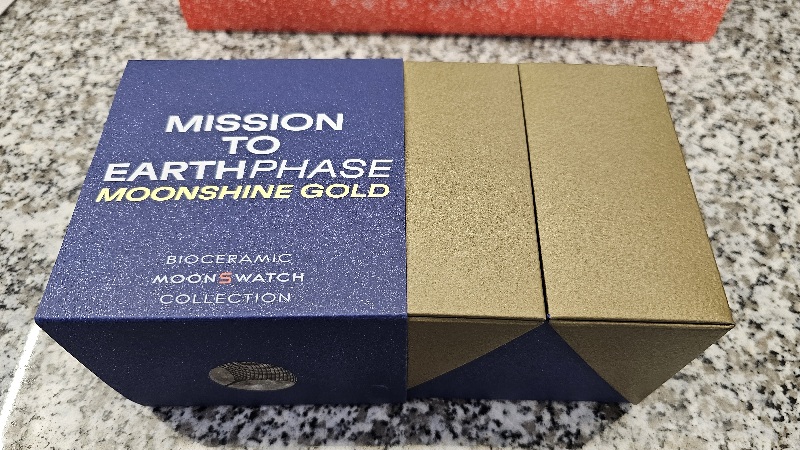 MISSION
TO
EARTHPHASE
MOONSHINE GOLD
BIOCERAMIC
MOONSWATCH
COLLECTION